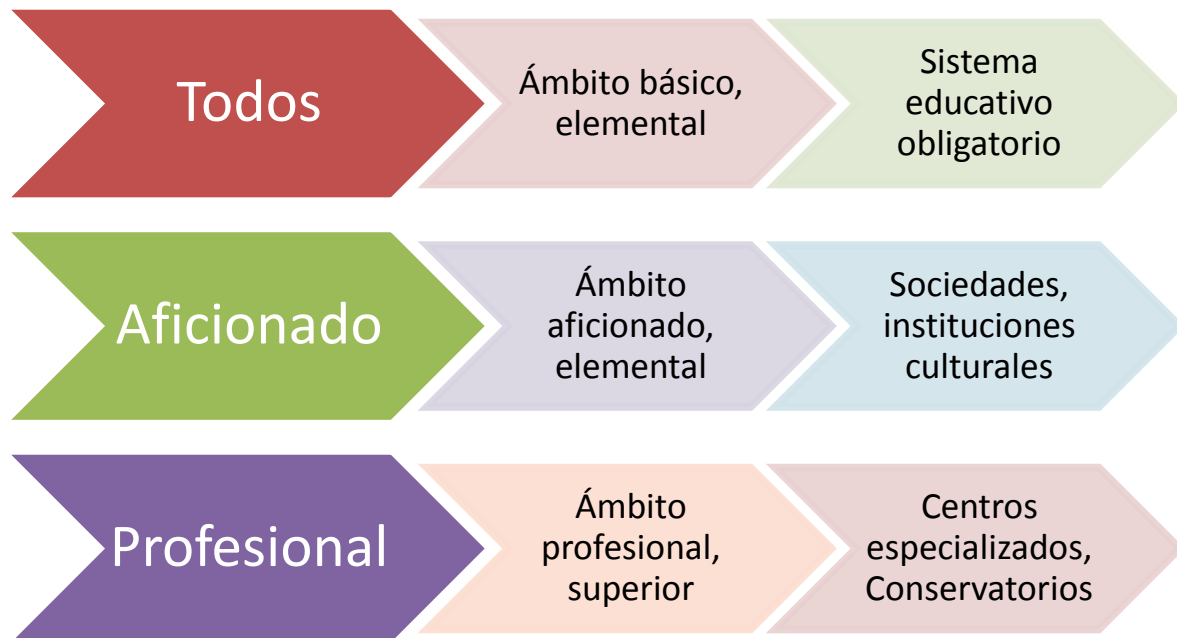 Todos
Ámbito básico,
elemental
Sistema
educativo
obligatorio
Aficionado
Ámbito
aficionado,
elemental
Sociedades,
instituciones
culturales
Profesional
Ámbito
profesional,
superior
Centros
especializados,
Conservatorios